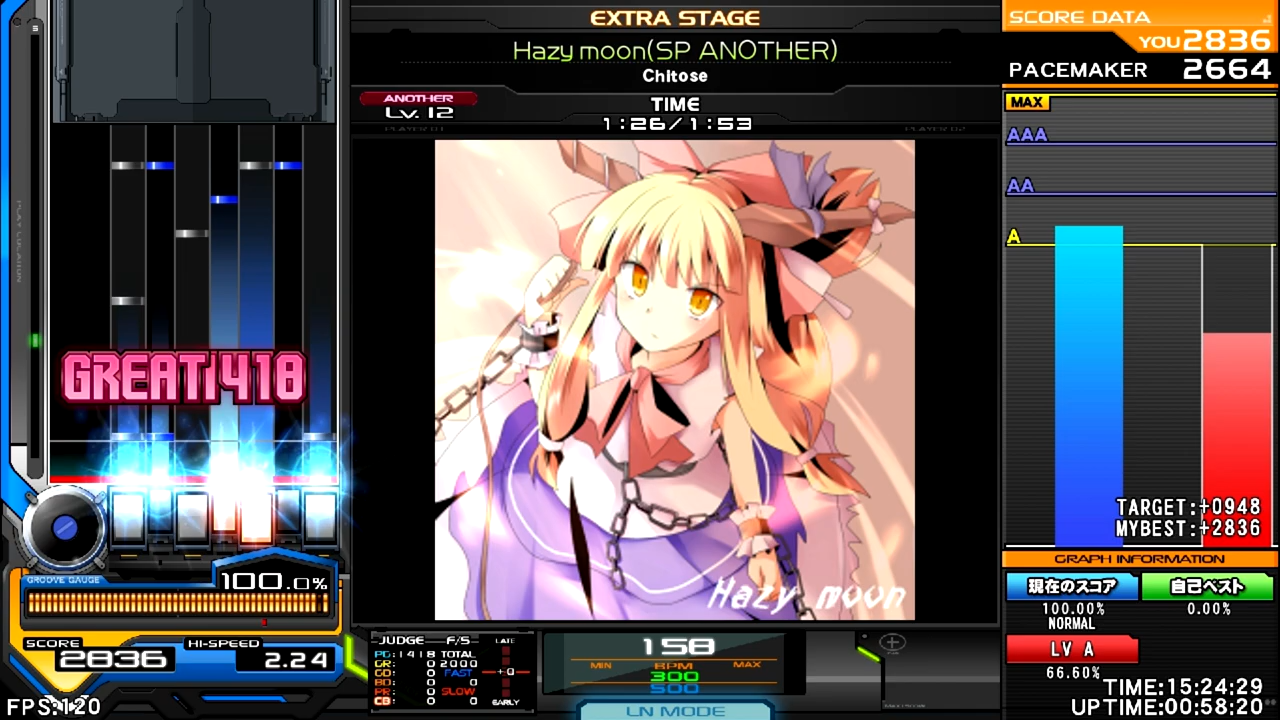 EXTRA STAGE
Hazy moon(SP ANOTHER)
Chitose
ANOTHER
Lv. 12
TIME
1:26/1:53
SCORE DATA
YOU 2836
PACEMAKER 2664
MAX
AAA
AA
A
GREAT 1418
TARGET:+0948
MYBEST:+2836
GRAPH INFORMATION
現在のスコア 自己ベスト
100.00% 0.00%
NORMAL
LV A
66.60%
TIME:15:24:29
UP TIME:00:58:20
Hazy moon
GROOVE GAUGE 100.0%
SCORE 2836
HI-SPEED 2.24
FPS:120
JUDGE F/S LATE
PG:1418 TOTAL
GR: 0 2000
GD: 0 FAST
BD: 0 0
PR: 0 SLOW
CB: 0 0 EARLY
158
MIN BPM MAX
300
500
LN MODE